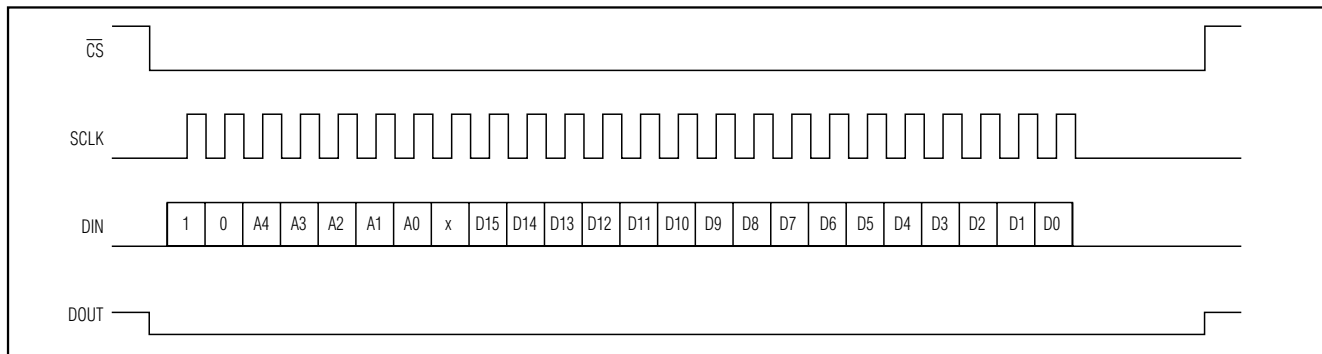 C̅S̅
SCLK
DIN 1 0 A4 A3 A2 A1 A0 x D15 D14 D13 D12 D11 D10 D9 D8 D7 D6 D5 D4 D3 D2 D1 D0
DOUT